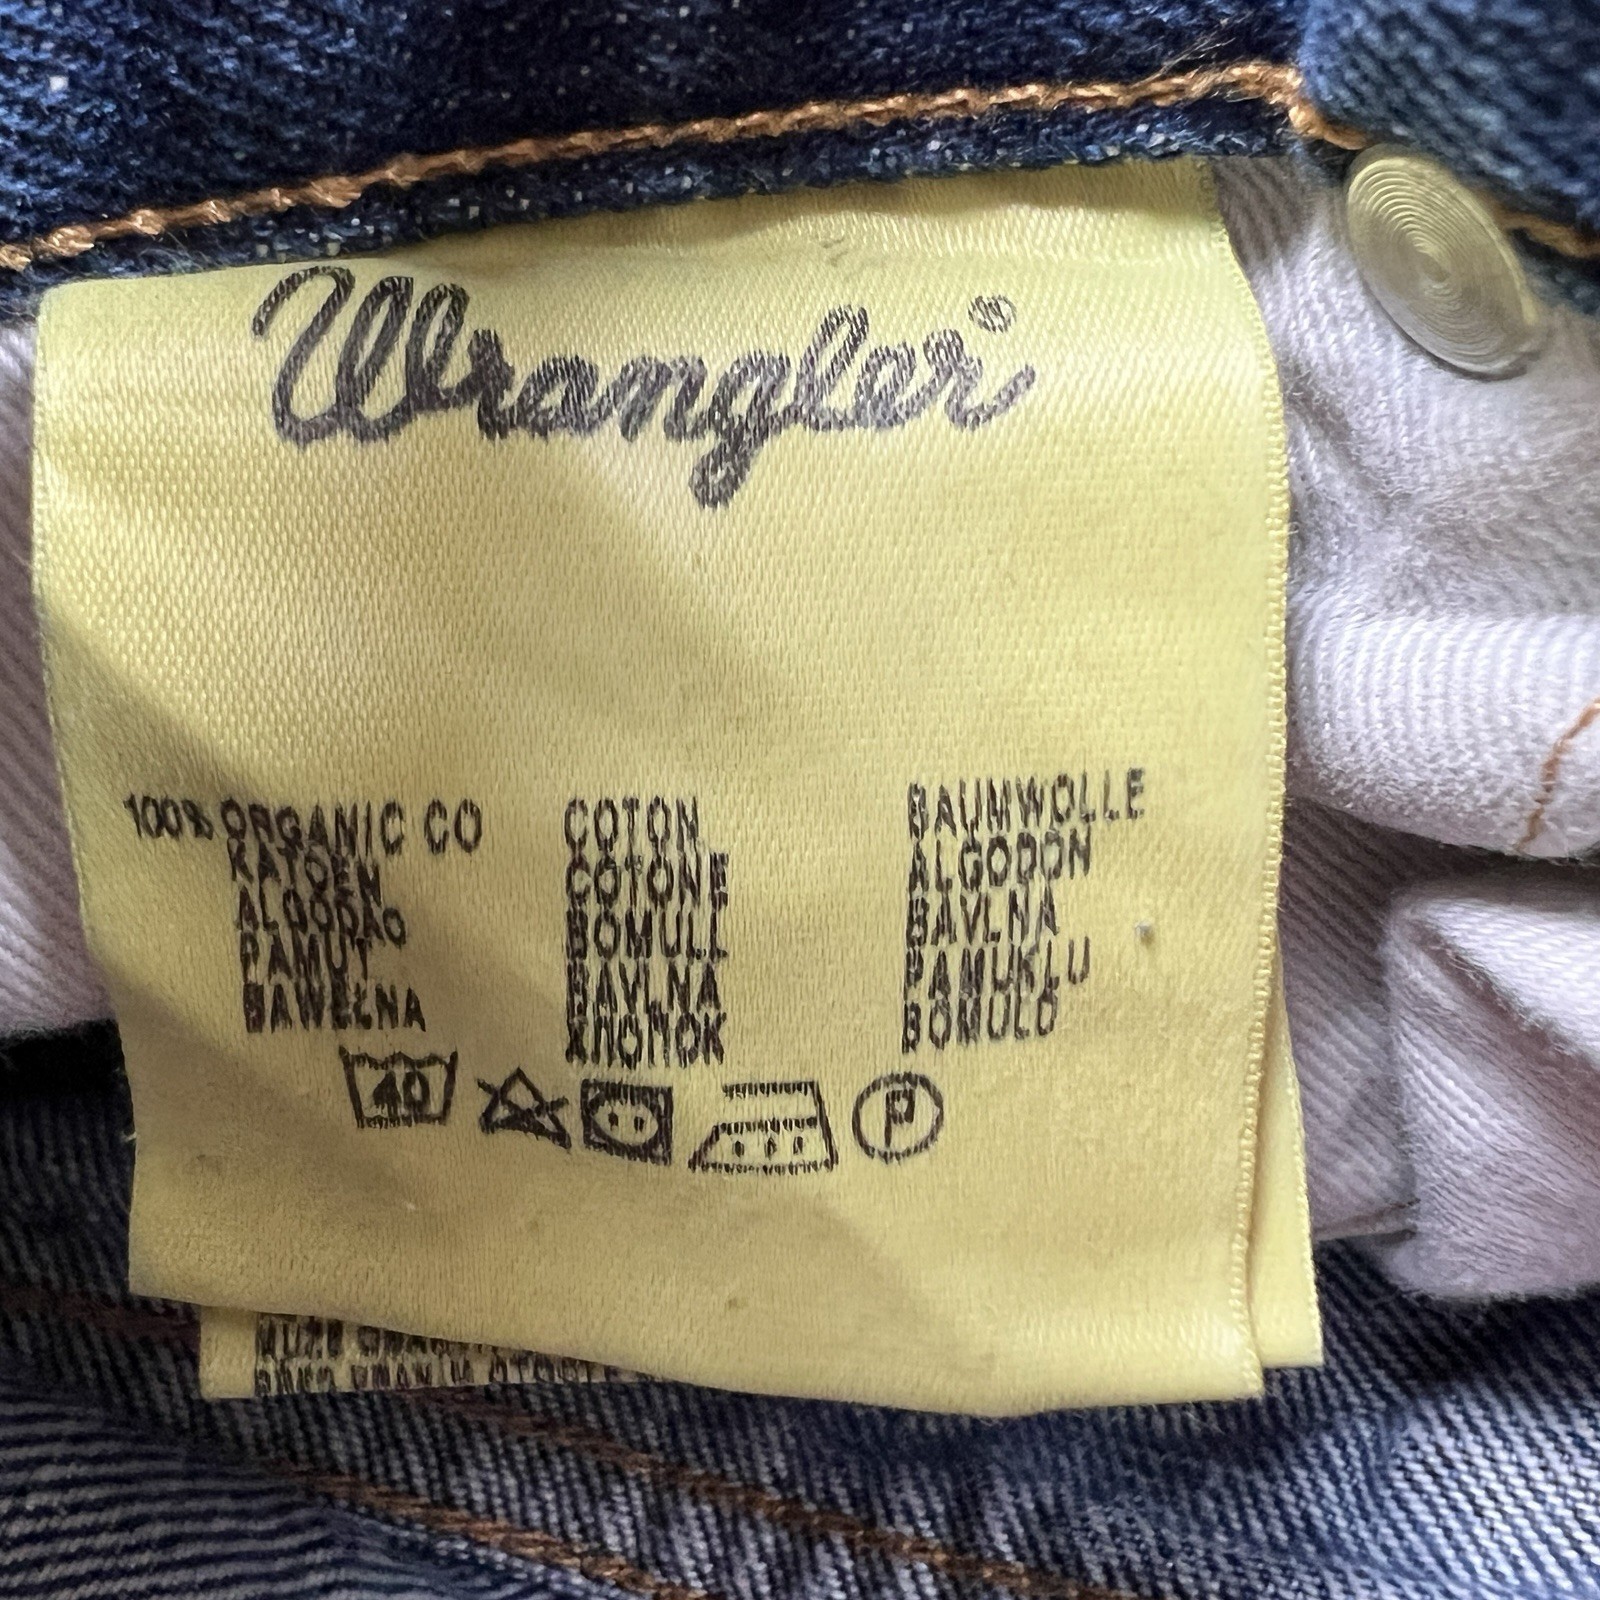 Wrangler®
100% ORGANIC CO COTON BAUMWOLLE
KATOEN COTONE ALGODON
ALGODAO BOMULL BAVLNA
PAMUT BAVLNA PAMUKLU
BAWEŁNA ХЛОПОК BOMULD
40
P